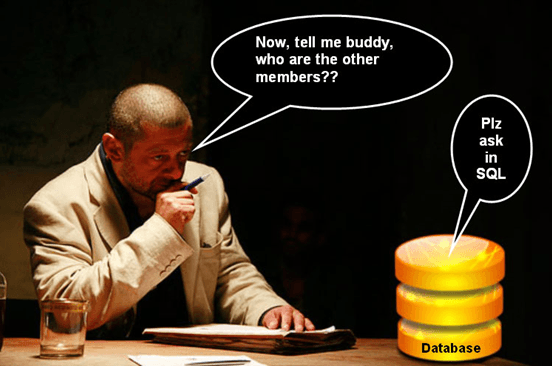 Now, tell me buddy,
who are the other
members??
Plz
ask
in
SQL
Database